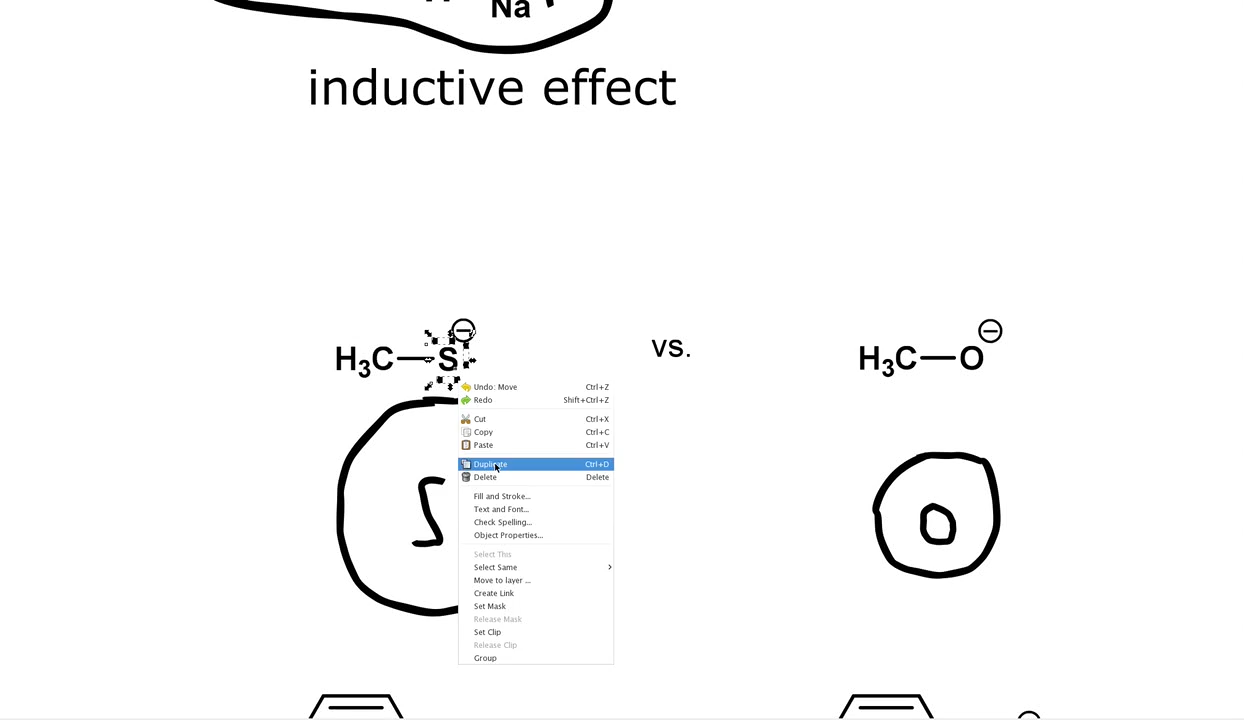 Na
inductive effect
H3C—S⊖
vs.
H3C—O⊖
Undo: Move Ctrl+Z
Redo Shift+Ctrl+Z
Cut Ctrl+X
Copy Ctrl+C
Paste Ctrl+V
Duplicate Ctrl+D
Delete Delete
Fill and Stroke...
Text and Font...
Check Spelling...
Object Properties...
Select This
Select Same
Move to layer ...
Create Link
Set Mask
Release Mask
Set Clip
Release Clip
Group
S
O